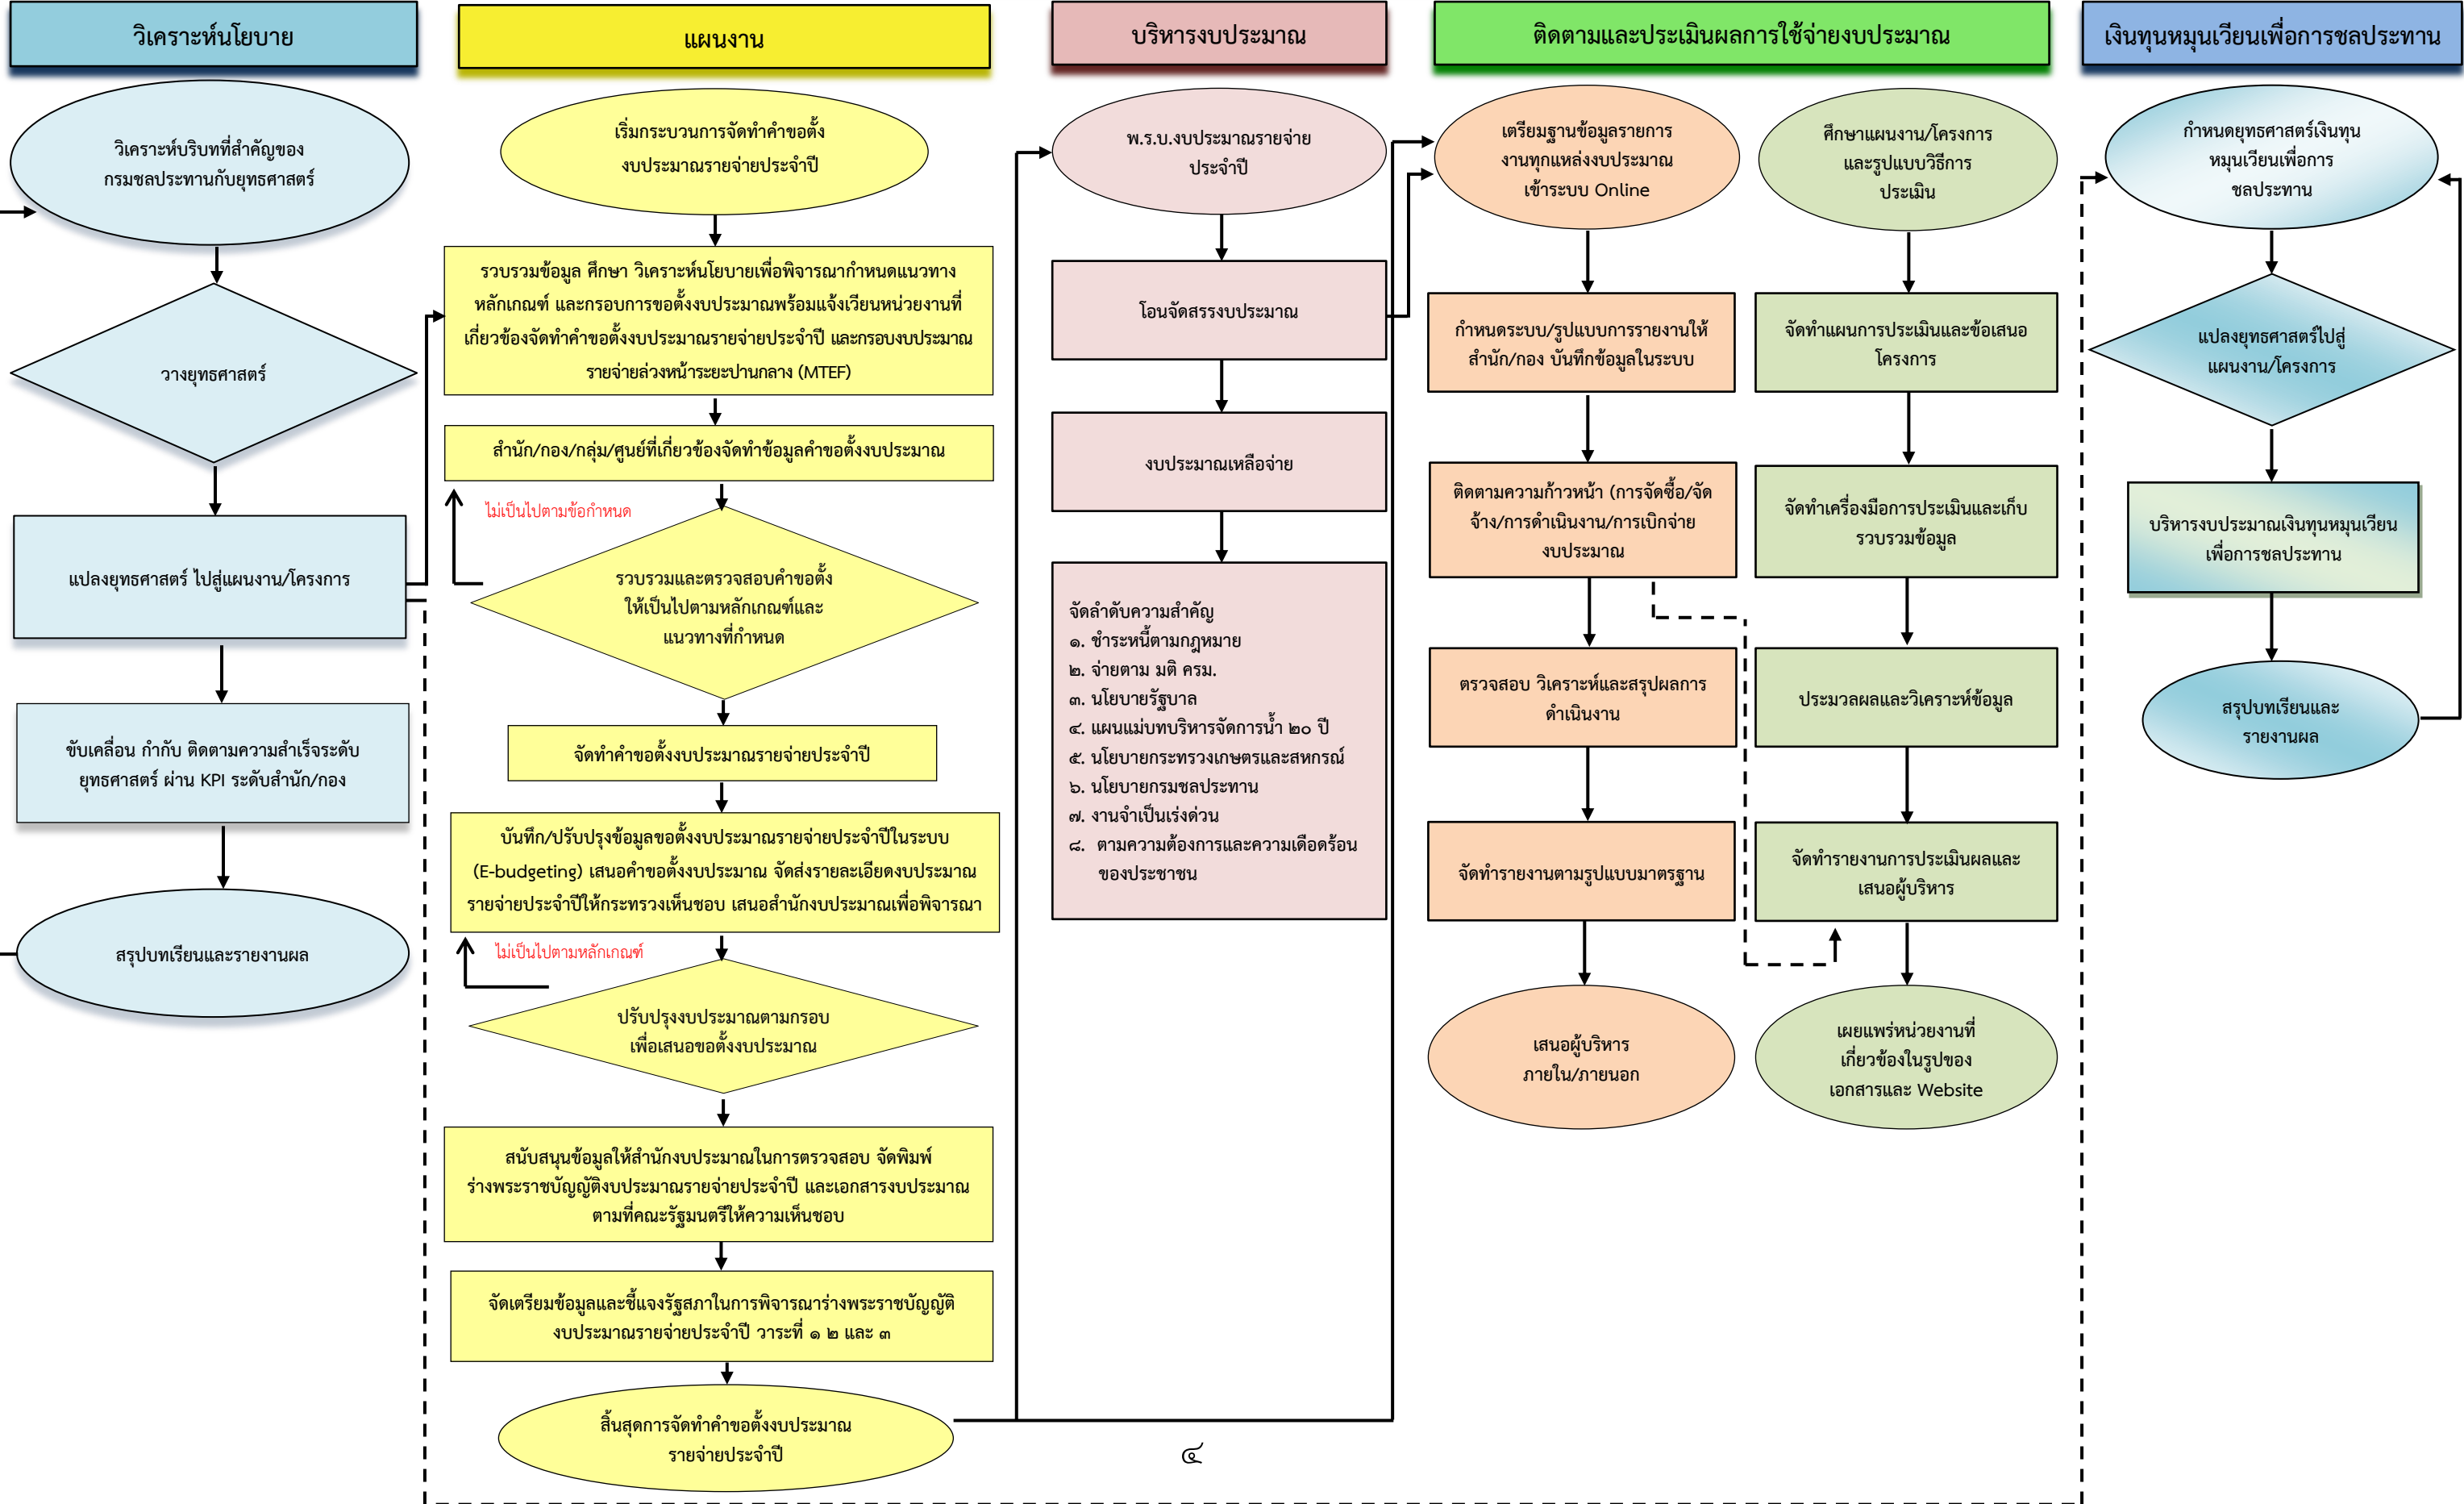 วิเคราะห์นโยบาย
วิเคราะห์บริบทที่สำคัญของ
กรมชลประทานกับยุทธศาสตร์
วางยุทธศาสตร์
แปลงยุทธศาสตร์ ไปสู่แผนงาน/โครงการ
ขับเคลื่อน กำกับ ติดตามความสำเร็จระดับ
ยุทธศาสตร์ ผ่าน KPI ระดับสำนัก/กอง
สรุปบทเรียนและรายงานผล
แผนงาน
เริ่มกระบวนการจัดทำคำขอตั้ง
งบประมาณรายจ่ายประจำปี
รวบรวมข้อมูล ศึกษา วิเคราะห์นโยบายเพื่อพิจารณากำหนดแนวทาง
หลักเกณฑ์ และกรอบการขอตั้งงบประมาณพร้อมแจ้งเวียนหน่วยงานที่
เกี่ยวข้องจัดทำคำขอตั้งงบประมาณรายจ่ายประจำปี และกรอบงบประมาณ
รายจ่ายล่วงหน้าระยะปานกลาง (MTEF)
สำนัก/กอง/กลุ่ม/ศูนย์ที่เกี่ยวข้องจัดทำข้อมูลคำขอตั้งงบประมาณ
ไม่เป็นไปตามข้อกำหนด
รวบรวมและตรวจสอบคำขอตั้ง
ให้เป็นไปตามหลักเกณฑ์และ
แนวทางที่กำหนด
จัดทำคำขอตั้งงบประมาณรายจ่ายประจำปี
บันทึก/ปรับปรุงข้อมูลขอตั้งงบประมาณรายจ่ายประจำปีในระบบ
(E-budgeting) เสนอคำขอตั้งงบประมาณ จัดส่งรายละเอียดงบประมาณ
รายจ่ายประจำปีให้กระทรวงเห็นชอบ เสนอสำนักงบประมาณเพื่อพิจารณา
ไม่เป็นไปตามหลักเกณฑ์
ปรับปรุงงบประมาณตามกรอบ
เพื่อเสนอขอตั้งงบประมาณ
สนับสนุนข้อมูลให้สำนักงบประมาณในการตรวจสอบ จัดพิมพ์
ร่างพระราชบัญญัติงบประมาณรายจ่ายประจำปี และเอกสารงบประมาณ
ตามที่คณะรัฐมนตรีให้ความเห็นชอบ
จัดเตรียมข้อมูลและชี้แจงรัฐสภาในการพิจารณาร่างพระราชบัญญัติ
งบประมาณรายจ่ายประจำปี วาระที่ ๑ ๒ และ ๓
สิ้นสุดการจัดทำคำขอตั้งงบประมาณ
รายจ่ายประจำปี
บริหารงบประมาณ
พ.ร.บ.งบประมาณรายจ่าย
ประจำปี
โอนจัดสรรงบประมาณ
งบประมาณเหลือจ่าย
จัดลำดับความสำคัญ
๑. ชำระหนี้ตามกฎหมาย
๒. จ่ายตาม มติ ครม.
๓. นโยบายรัฐบาล
๔. แผนแม่บทบริหารจัดการน้ำ ๒๐ ปี
๕. นโยบายกระทรวงเกษตรและสหกรณ์
๖. นโยบายกรมชลประทาน
๗. งานจำเป็นเร่งด่วน
๘. ตามความต้องการและความเดือดร้อน
ของประชาชน
ติดตามและประเมินผลการใช้จ่ายงบประมาณ
เตรียมฐานข้อมูลรายการ
งานทุกแหล่งงบประมาณ
เข้าระบบ Online
กำหนดระบบ/รูปแบบการรายงานให้
สำนัก/กอง บันทึกข้อมูลในระบบ
ติดตามความก้าวหน้า (การจัดซื้อ/จัด
จ้าง/การดำเนินงาน/การเบิกจ่าย
งบประมาณ
ตรวจสอบ วิเคราะห์และสรุปผลการ
ดำเนินงาน
จัดทำรายงานตามรูปแบบมาตรฐาน
เสนอผู้บริหาร
ภายใน/ภายนอก
ศึกษาแผนงาน/โครงการ
และรูปแบบวิธีการ
ประเมิน
จัดทำแผนการประเมินและข้อเสนอ
โครงการ
จัดทำเครื่องมือการประเมินและเก็บ
รวบรวมข้อมูล
ประมวลผลและวิเคราะห์ข้อมูล
จัดทำรายงานการประเมินผลและ
เสนอผู้บริหาร
เผยแพร่หน่วยงานที่
เกี่ยวข้องในรูปของ
เอกสารและ Website
เงินทุนหมุนเวียนเพื่อการชลประทาน
กำหนดยุทธศาสตร์เงินทุน
หมุนเวียนเพื่อการ
ชลประทาน
แปลงยุทธศาสตร์ไปสู่
แผนงาน/โครงการ
บริหารงบประมาณเงินทุนหมุนเวียน
เพื่อการชลประทาน
สรุปบทเรียนและ
รายงานผล
๔